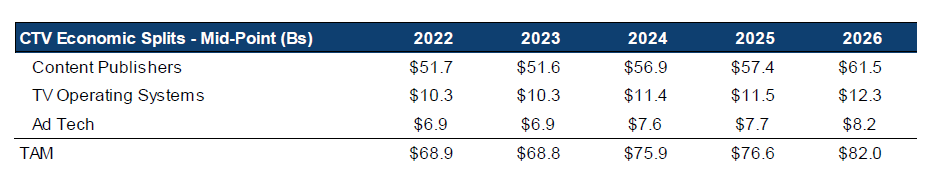 CTV Economic Splits - Mid-Point (Bs) 2022 2023 2024 2025 2026
Content Publishers $51.7 $51.6 $56.9 $57.4 $61.5
TV Operating Systems $10.3 $10.3 $11.4 $11.5 $12.3
Ad Tech $6.9 $6.9 $7.6 $7.7 $8.2
TAM $68.9 $68.8 $75.9 $76.6 $82.0